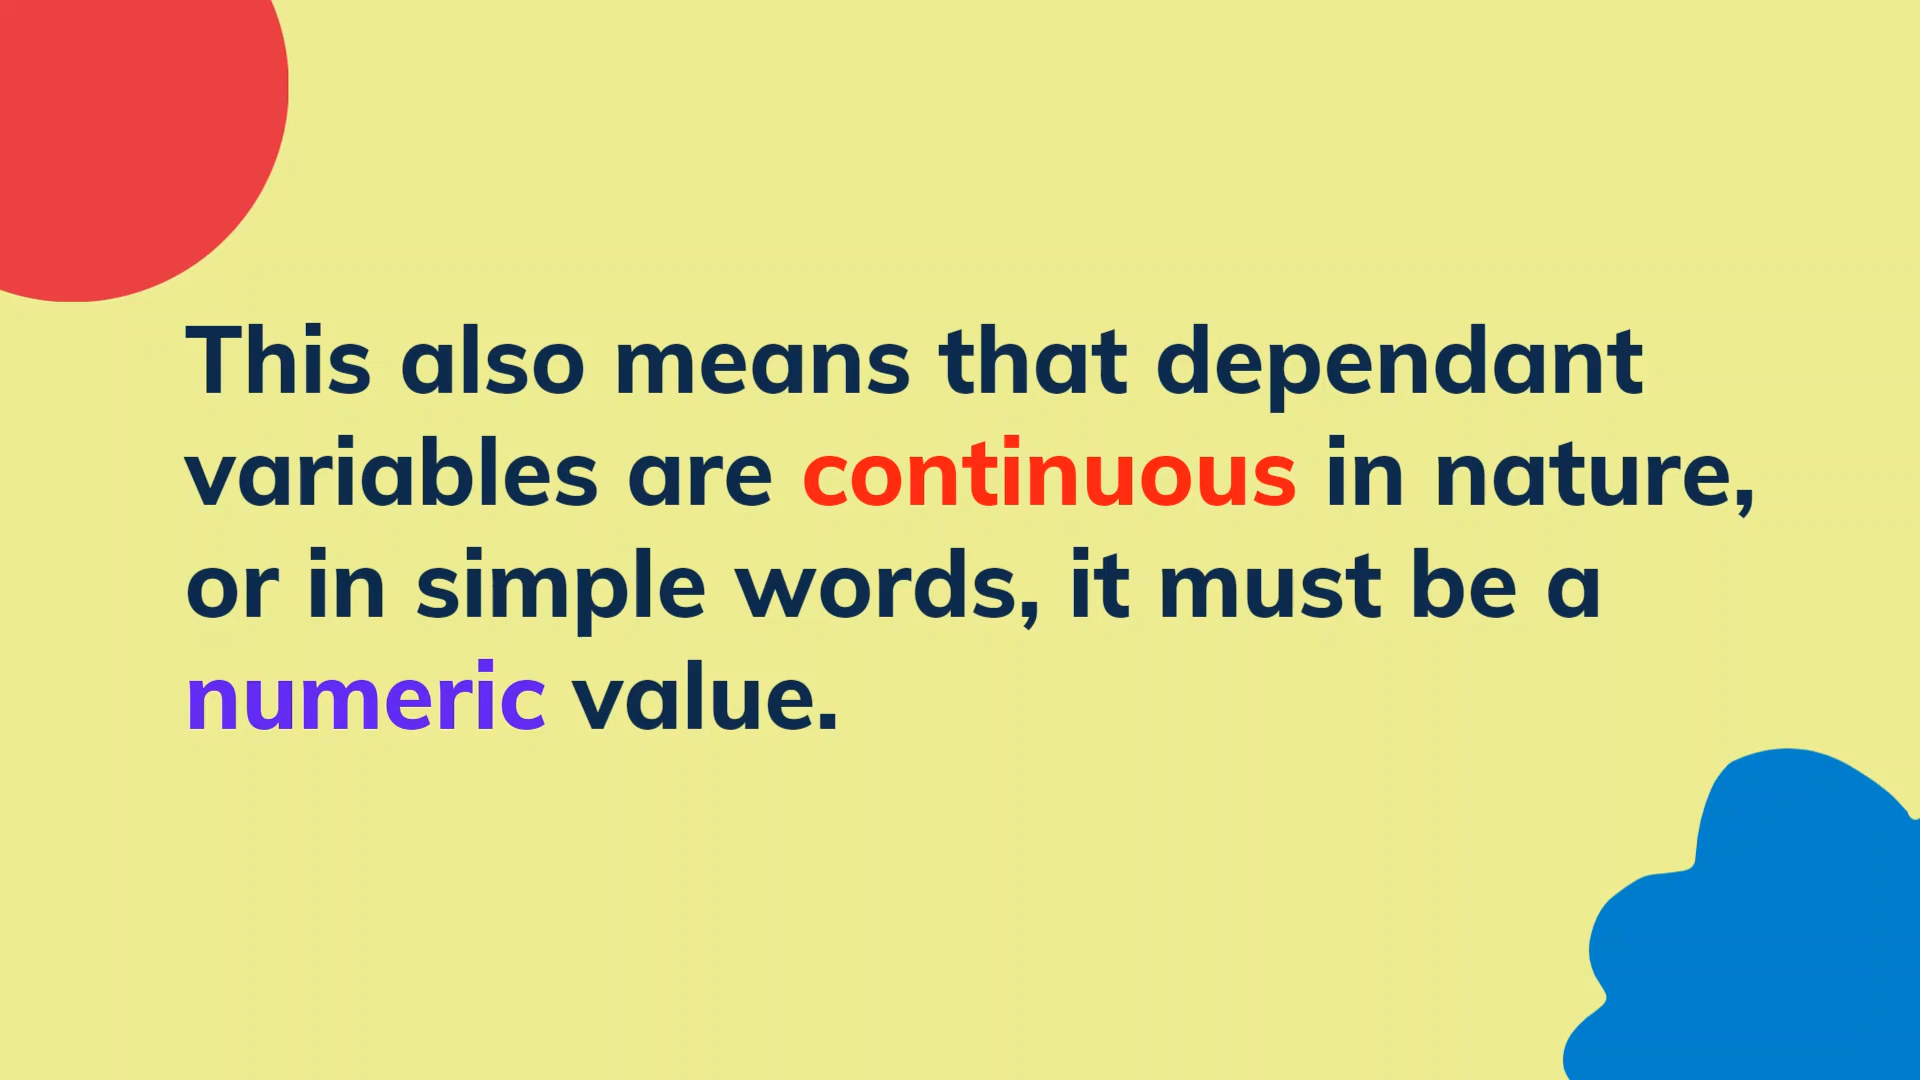 This also means that dependant
variables are continuous in nature,
or in simple words, it must be a
numeric value.